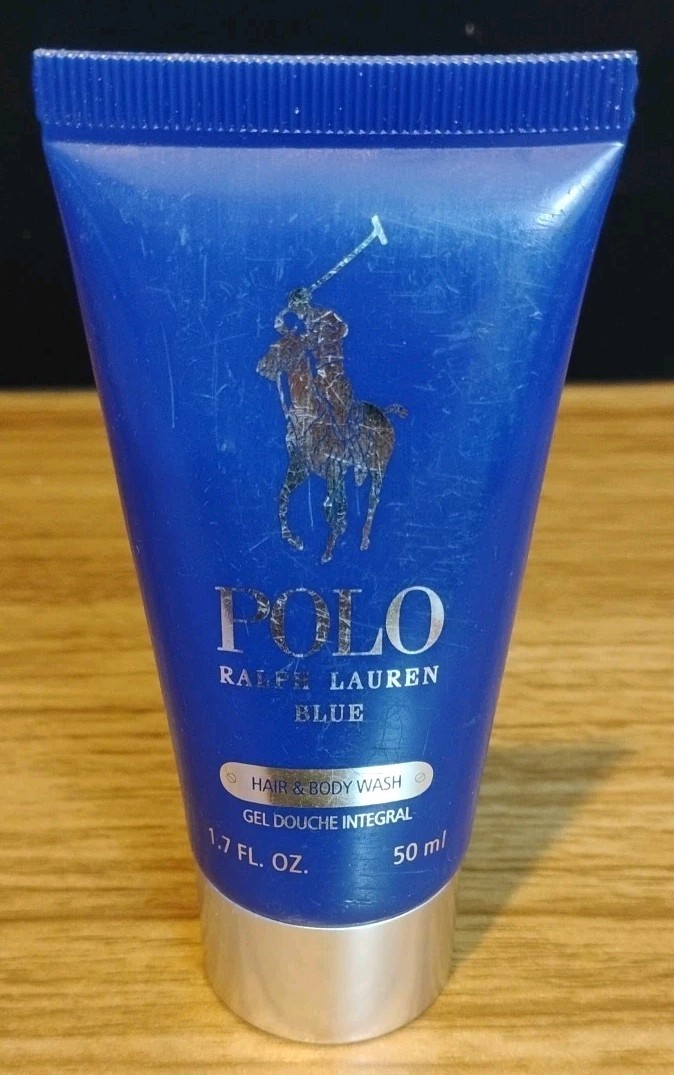 POLO
RALPH LAUREN
BLUE
HAIR & BODY WASH
GEL DOUCHE INTEGRAL
1.7 FL. OZ. 50 ml